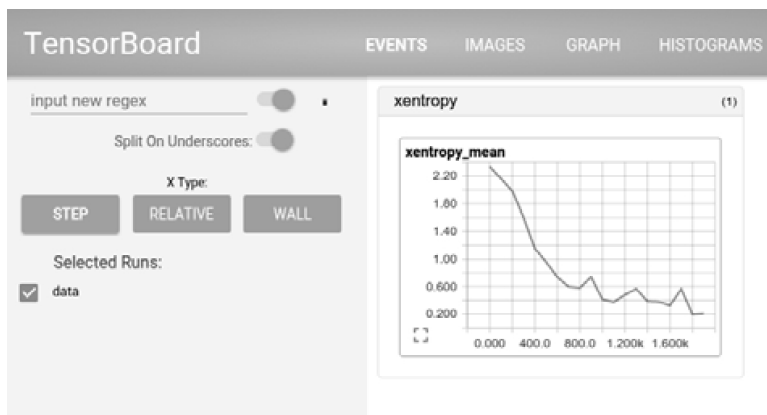 TensorBoard
EVENTS IMAGES GRAPH HISTOGRAMS
input new regex
Split On Underscores:
X Type:
STEP RELATIVE WALL
Selected Runs:
data
xentropy (1)
xentropy_mean
2.20
1.80
1.40
1.00
0.600
0.200
0.000 400.0 800.0 1.200k 1.600k